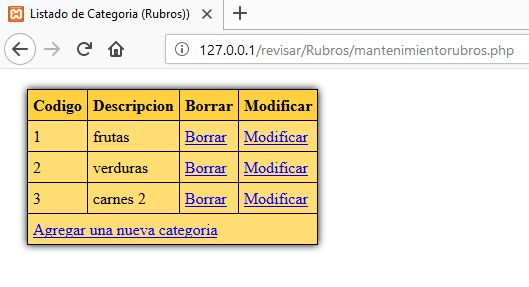 Listado de Categoria (Rubros))
127.0.0.1/revisar/Rubros/mantenimientorubros.php
Codigo Descripcion Borrar Modificar
1 frutas Borrar Modificar
2 verduras Borrar Modificar
3 carnes 2 Borrar Modificar
Agregar una nueva categoria